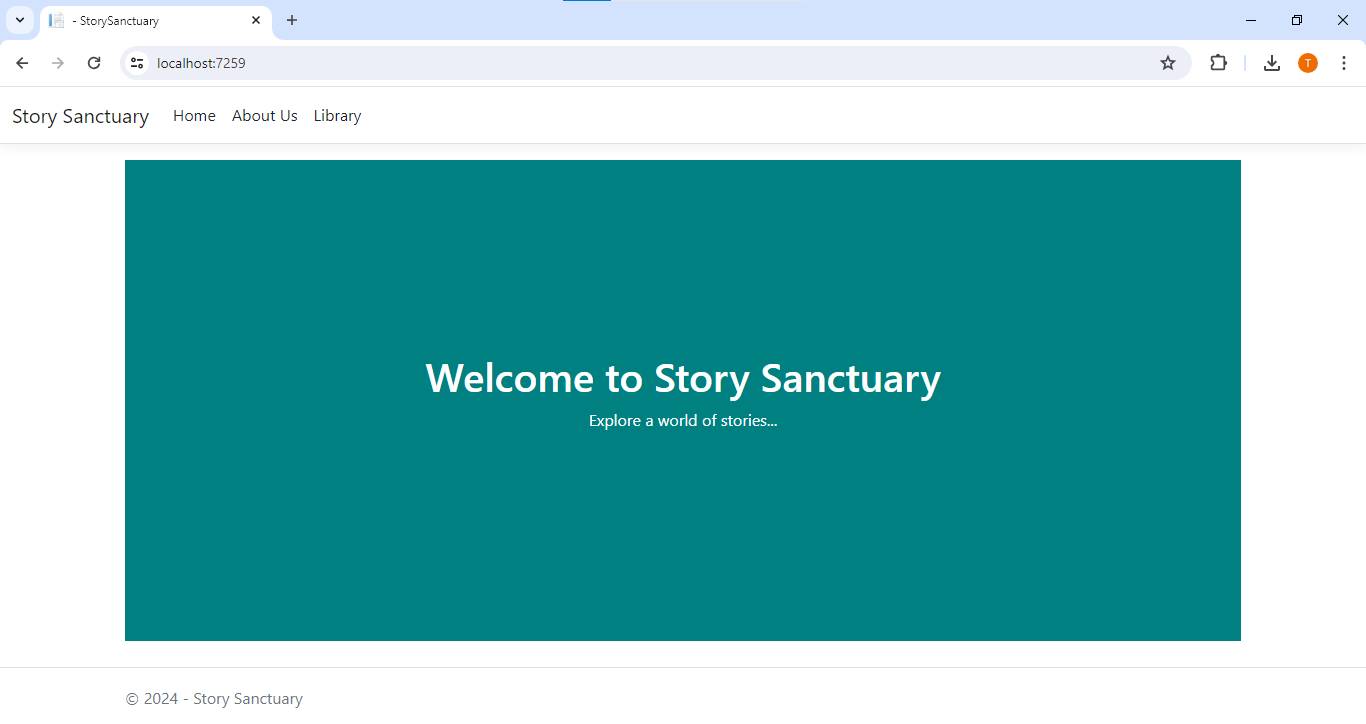 - StorySanctuary
localhost:7259
T
Story Sanctuary Home About Us Library
Welcome to Story Sanctuary
Explore a world of stories...
© 2024 - Story Sanctuary